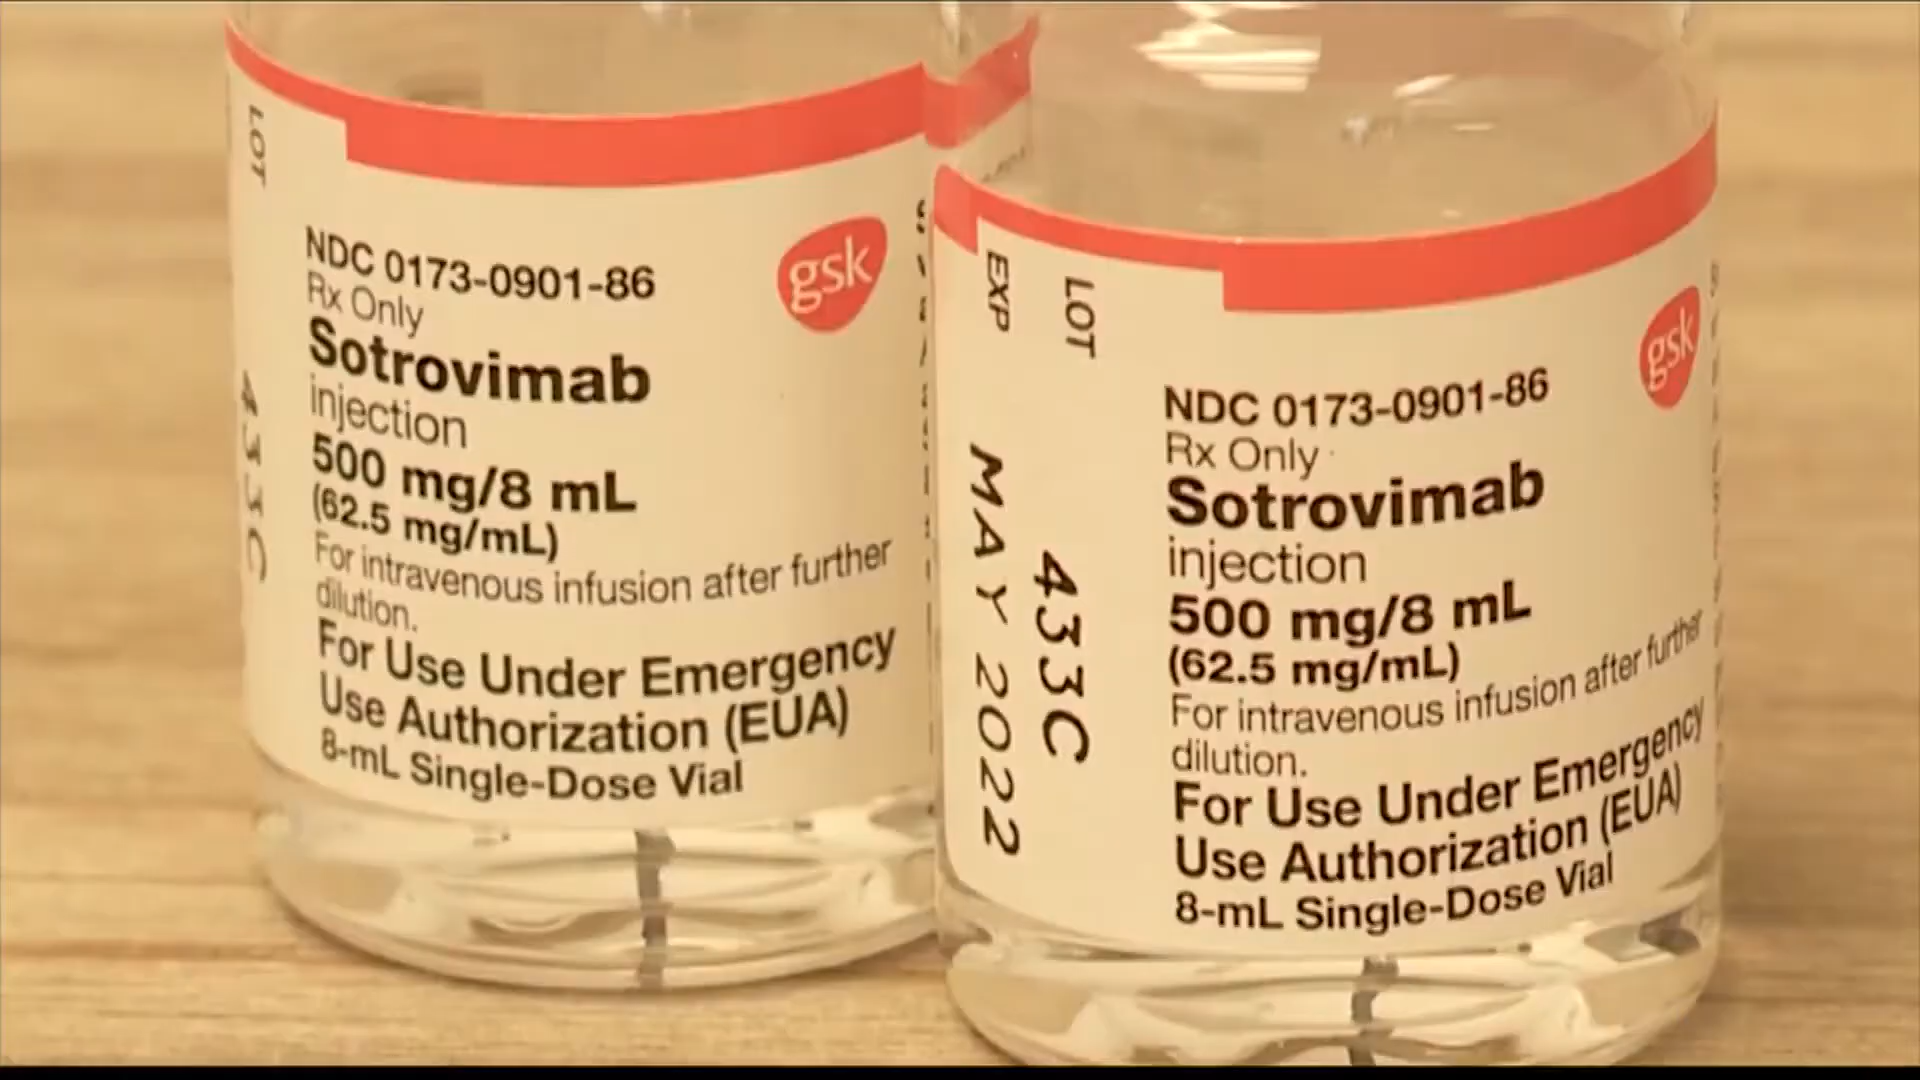 LOT
433C
NDC 0173-0901-86
Rx Only
Sotrovimab
injection
500 mg/8 mL
(62.5 mg/mL)
For intravenous infusion after further
dilution.
For Use Under Emergency
Use Authorization (EUA)
8-mL Single-Dose Vial
gsk
EXP MAY 2022
LOT 433C
NDC 0173-0901-86
Rx Only
Sotrovimab
injection
500 mg/8 mL
(62.5 mg/mL)
For intravenous infusion after further
dilution.
For Use Under Emergency
Use Authorization (EUA)
8-mL Single-Dose Vial
gsk